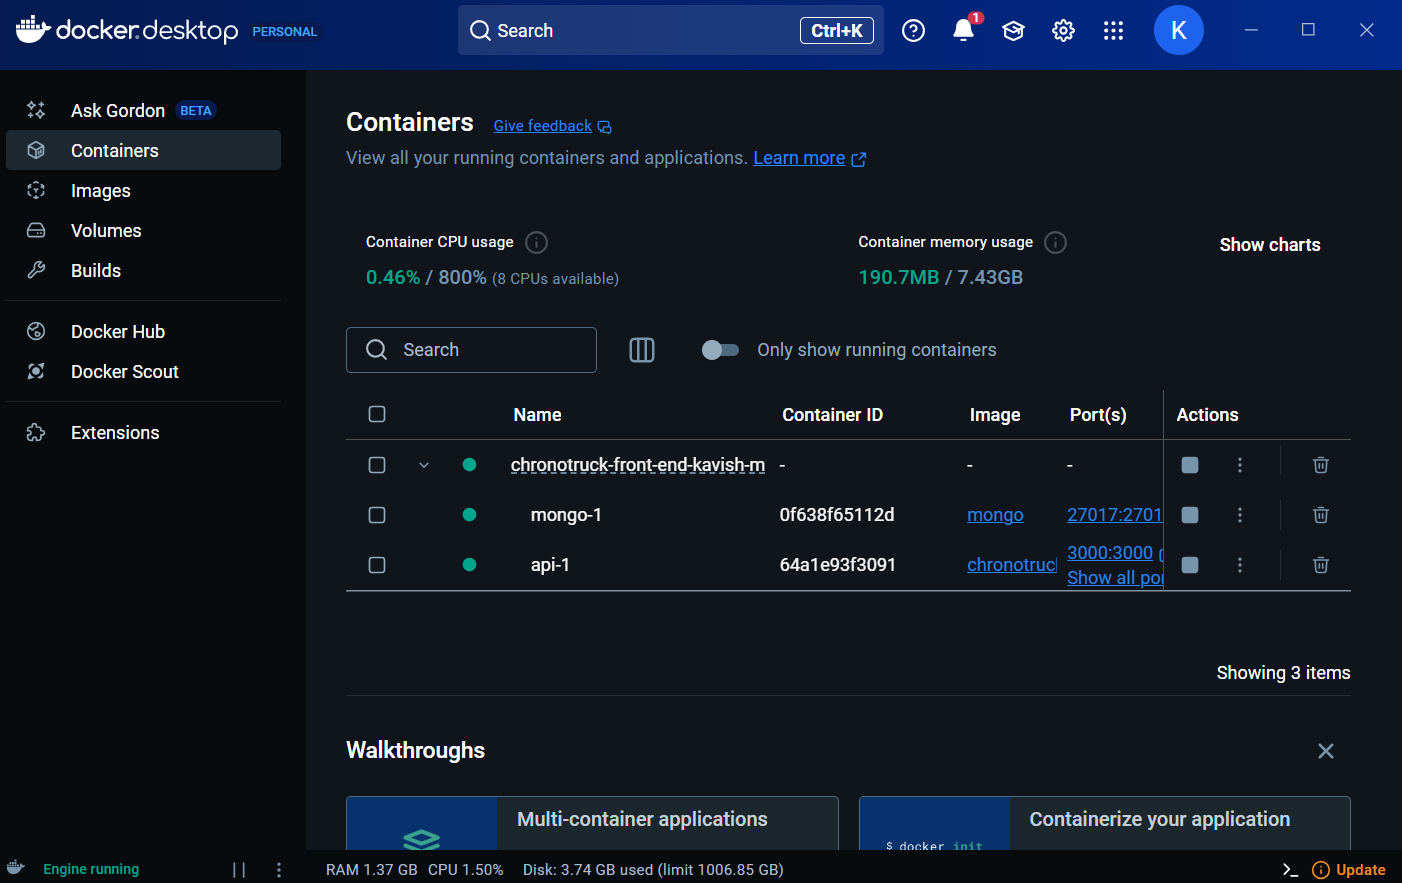 docker desktop PERSONAL
Search
Ctrl+K
1
K
Ask Gordon BETA
Containers
Images
Volumes
Builds
Docker Hub
Docker Scout
Extensions
Containers Give feedback
View all your running containers and applications. Learn more
Container CPU usage
0.46% / 800% (8 CPUs available)
Container memory usage
190.7MB / 7.43GB
Show charts
Search
Only show running containers
Name Container ID Image Port(s) Actions
chronotruck-front-end-kavish-m - - -
mongo-1 0f638f65112d mongo 27017:2701
api-1 64a1e93f3091 chronotruc 3000:3000
Show all por
Showing 3 items
Walkthroughs
Multi-container applications
$ docker init
Containerize your application
Engine running
RAM 1.37 GB CPU 1.50% Disk: 3.74 GB used (limit 1006.85 GB)
Update